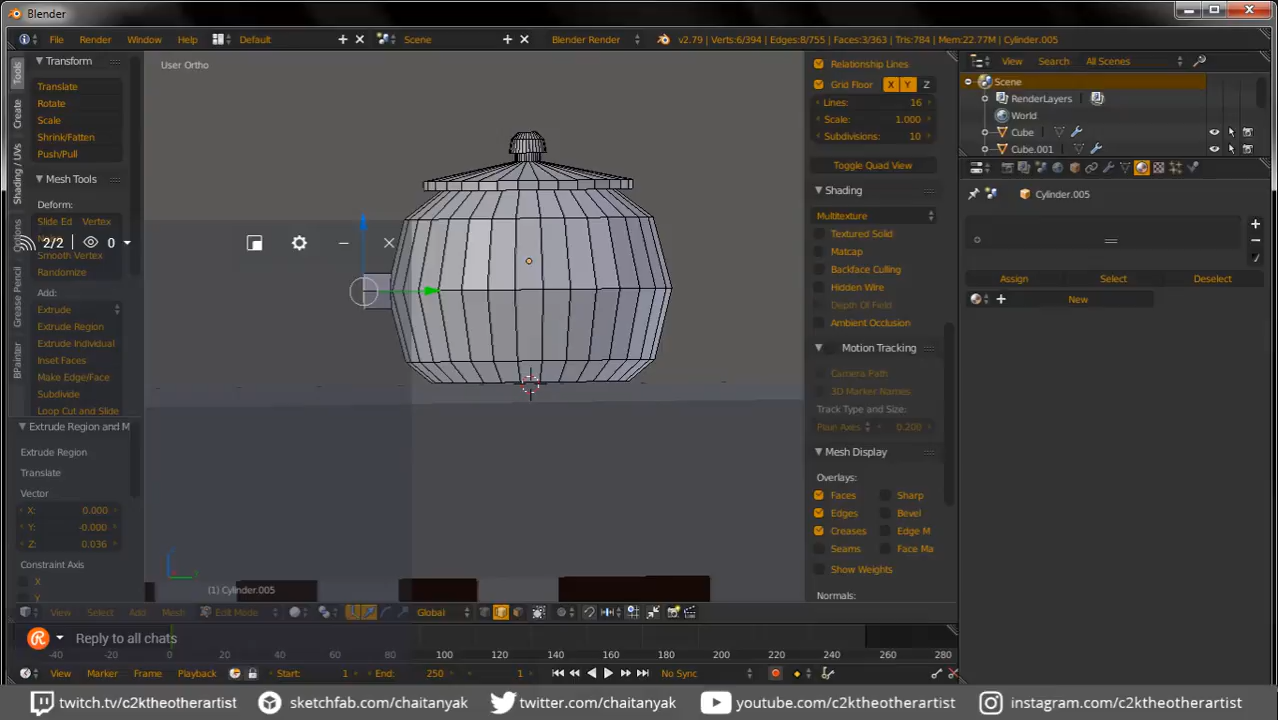 Blender
File Render Window Help Default Scene Blender Render v2.79 | Verts:6/394 | Edges:8/755 | Faces:3/363 | Tris:784 | Mem:22.77M | Cylinder.005
Tools
Create
Shading / UVs
Grease Pencil
BPainter
Transform
Translate
Rotate
Scale
Shrink/Fatten
Push/Pull
Mesh Tools
Deform:
Slide Ed Vertex
2/2 0
Smooth Vertex
Randomize
Add:
Extrude
Extrude Region
Extrude Individual
Inset Faces
Make Edge/Face
Subdivide
Loop Cut and Slide
Extrude Region and M
Extrude Region
Translate
Vector
X: 0.000
Y: -0.000
Z: 0.036
Constraint Axis
X
Y
User Ortho
(1) Cylinder.005
View Select Add Mesh Edit Mode Global
Relationship Lines
Grid Floor X Y Z
Lines: 16
Scale: 1.000
Subdivisions: 10
Toggle Quad View
Shading
Multitexture
Textured Solid
Matcap
Backface Culling
Hidden Wire
Depth Of Field
Ambient Occlusion
Motion Tracking
Camera Path
3D Marker Names
Track Type and Size:
Plain Axes 0.200
Mesh Display
Overlays:
Faces Sharp
Edges Bevel
Creases Edge M
Seams Face Ma
Show Weights
Normals:
View Search All Scenes
Scene
RenderLayers
World
Cube
Cube.001
Cylinder.005
Assign Select Deselect
New
Reply to all chats
-40 -20 0 20 40 60 80 100 120 140 160 180 200 220 240 260 280
View Marker Frame Playback Start: 1 End: 250 1 No Sync
twitch.tv/c2ktheotherartist sketchfab.com/chaitanyak twitter.com/chaitanyak youtube.com/c2ktheotherartist instagram.com/c2ktheotherartist